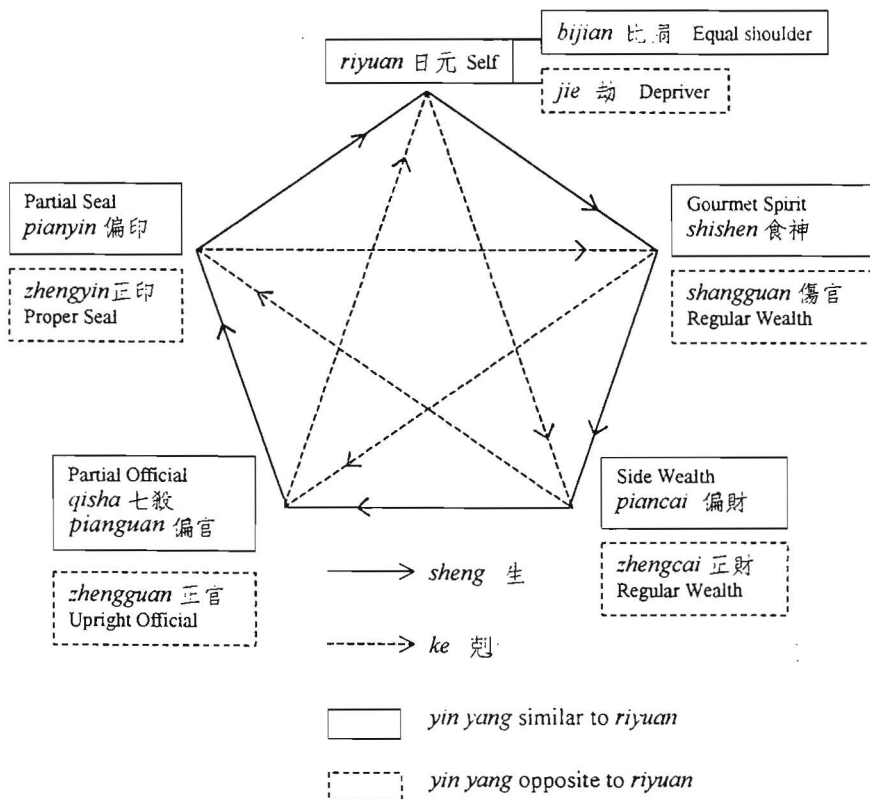 bijian 比肩 Equal shoulder
riyuan 日元 Self
jie 劫 Depriver
Partial Seal
pianyin 偏印
zhengyin 正印
Proper Seal
Gourmet Spirit
shishen 食神
shangguan 傷官
Regular Wealth
Partial Official
qisha 七殺
pianguan 偏官
zhengguan 正官
Upright Official
Side Wealth
piancai 偏財
zhengcai 正財
Regular Wealth
sheng 生
ke 剋
yin yang similar to riyuan
yin yang opposite to riyuan